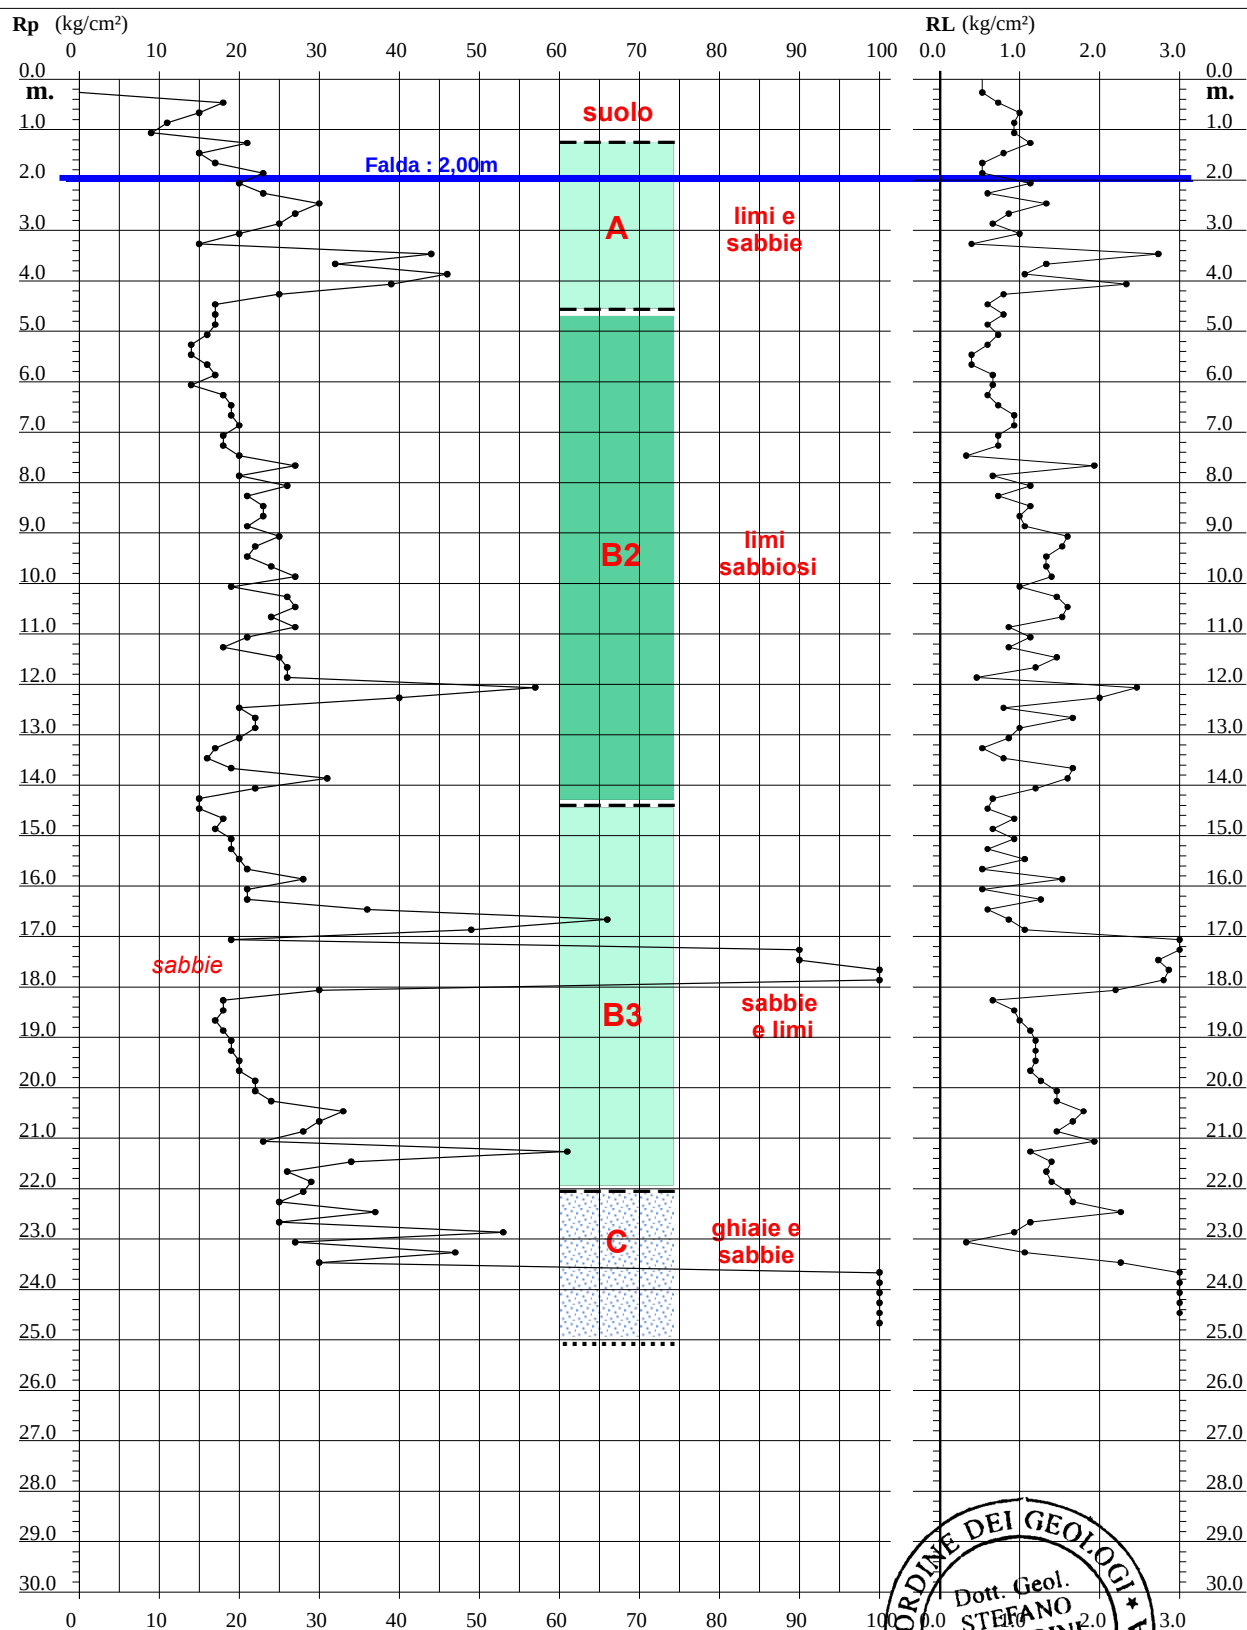 Rp (kg/cm²) RL (kg/cm²)
0 10 20 30 40 50 60 70 80 90 100 0.0 1.0 2.0 3.0
0.0 0.0
m. m.
suolo
1.0 1.0
Falda : 2,00m
2.0 2.0
limi e
A
sabbie
3.0 3.0
4.0 4.0
5.0 5.0
6.0 6.0
7.0 7.0
8.0 8.0
9.0 9.0
limi
B2
sabbiosi
10.0 10.0
11.0 11.0
12.0 12.0
13.0 13.0
14.0 14.0
15.0 15.0
16.0 16.0
17.0 17.0
sabbie
18.0 18.0
sabbie
B3
e limi
19.0 19.0
20.0 20.0
21.0 21.0
22.0 22.0
23.0 23.0
ghiaie e
C
sabbie
24.0 24.0
25.0 25.0
26.0 26.0
27.0 27.0
28.0 28.0
29.0 29.0
ORDINE DEI GEOLOGI
30.0 30.0
Dott. Geol.
STEFANO
0 10 20 30 40 50 60 70 80 90 100 0.0 1.0 2.0 3.0